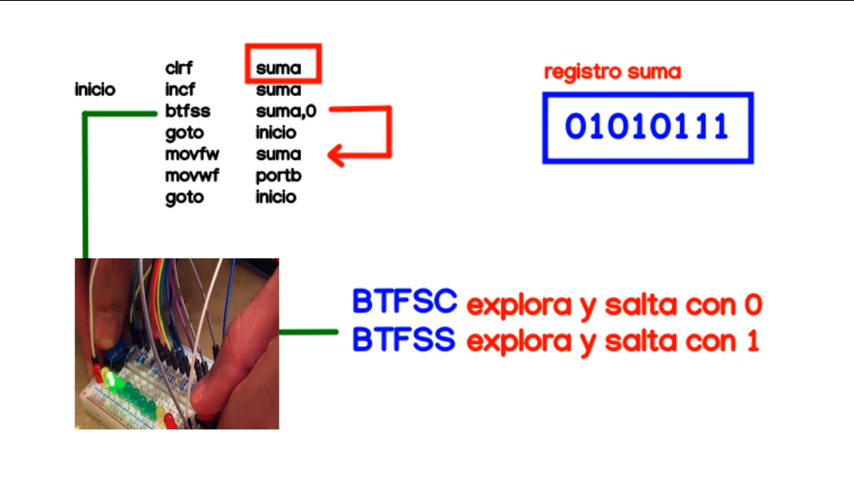 clrf suma
inicio incf suma
btfss suma,0
goto inicio
movfw suma
movwf portb
goto inicio
registro suma
01010111
BTFSC explora y salta con 0
BTFSS explora y salta con 1